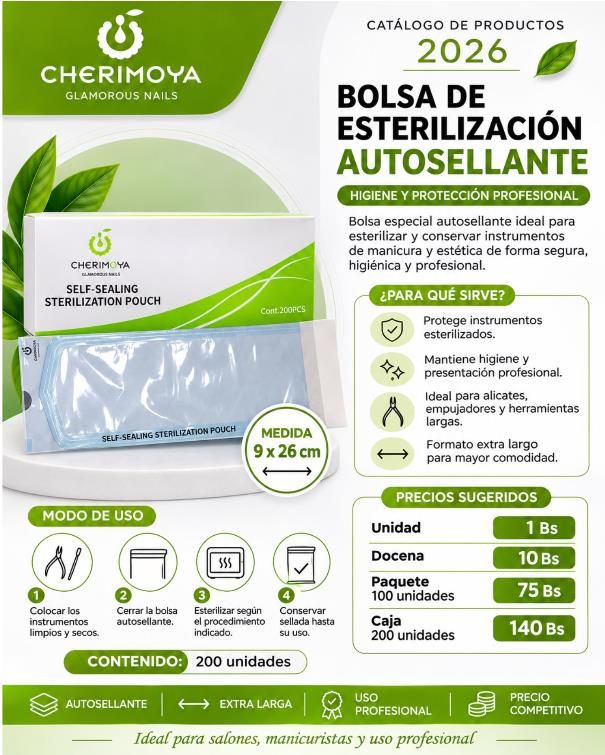 CHERIMOYA
GLAMOROUS NAILS
CATÁLOGO DE PRODUCTOS
2026
BOLSA DE
ESTERILIZACIÓN
AUTOSELLANTE
HIGIENE Y PROTECCIÓN PROFESIONAL
Bolsa especial autosellante ideal para
esterilizar y conservar instrumentos
de manicura y estética de forma segura,
higiénica y profesional.
CHERIMOYA
GLAMOROUS NAILS
SELF-SEALING
STERILIZATION POUCH
Cont.200PCS
CHERIMOYA
GLAMOROUS NAILS
SELF-SEALING STERILIZATION POUCH
MEDIDA
9 x 26 cm
¿PARA QUÉ SIRVE?
Protege instrumentos
esterilizados.
Mantiene higiene y
presentación profesional.
Ideal para alicates,
empujadores y herramientas
largas.
Formato extra largo
para mayor comodidad.
MODO DE USO
1
Colocar los
instrumentos
limpios y secos.
2
Cerrar la bolsa
autosellante.
3
Esterilizar según
el procedimiento
indicado.
4
Conservar
sellada hasta
su uso.
CONTENIDO: 200 unidades
PRECIOS SUGERIDOS
Unidad 1 Bs
Docena 10 Bs
Paquete
100 unidades 75 Bs
Caja
200 unidades 140 Bs
AUTOSELLANTE
EXTRA LARGA
USO
PROFESIONAL
PRECIO
COMPETITIVO
Ideal para salones, manicuristas y uso profesional